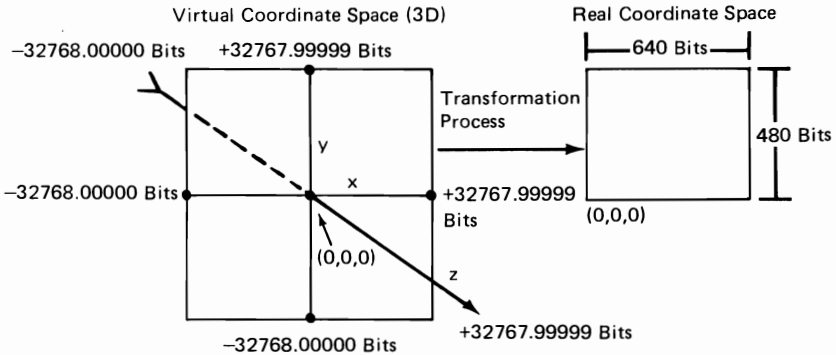 Virtual Coordinate Space (3D)
Real Coordinate Space
−32768.00000 Bits
+32767.99999 Bits
640 Bits
Transformation
Process
480 Bits
y
x
−32768.00000 Bits
+32767.99999
Bits
(0,0,0)
(0,0,0)
z
+32767.99999 Bits
−32768.00000 Bits